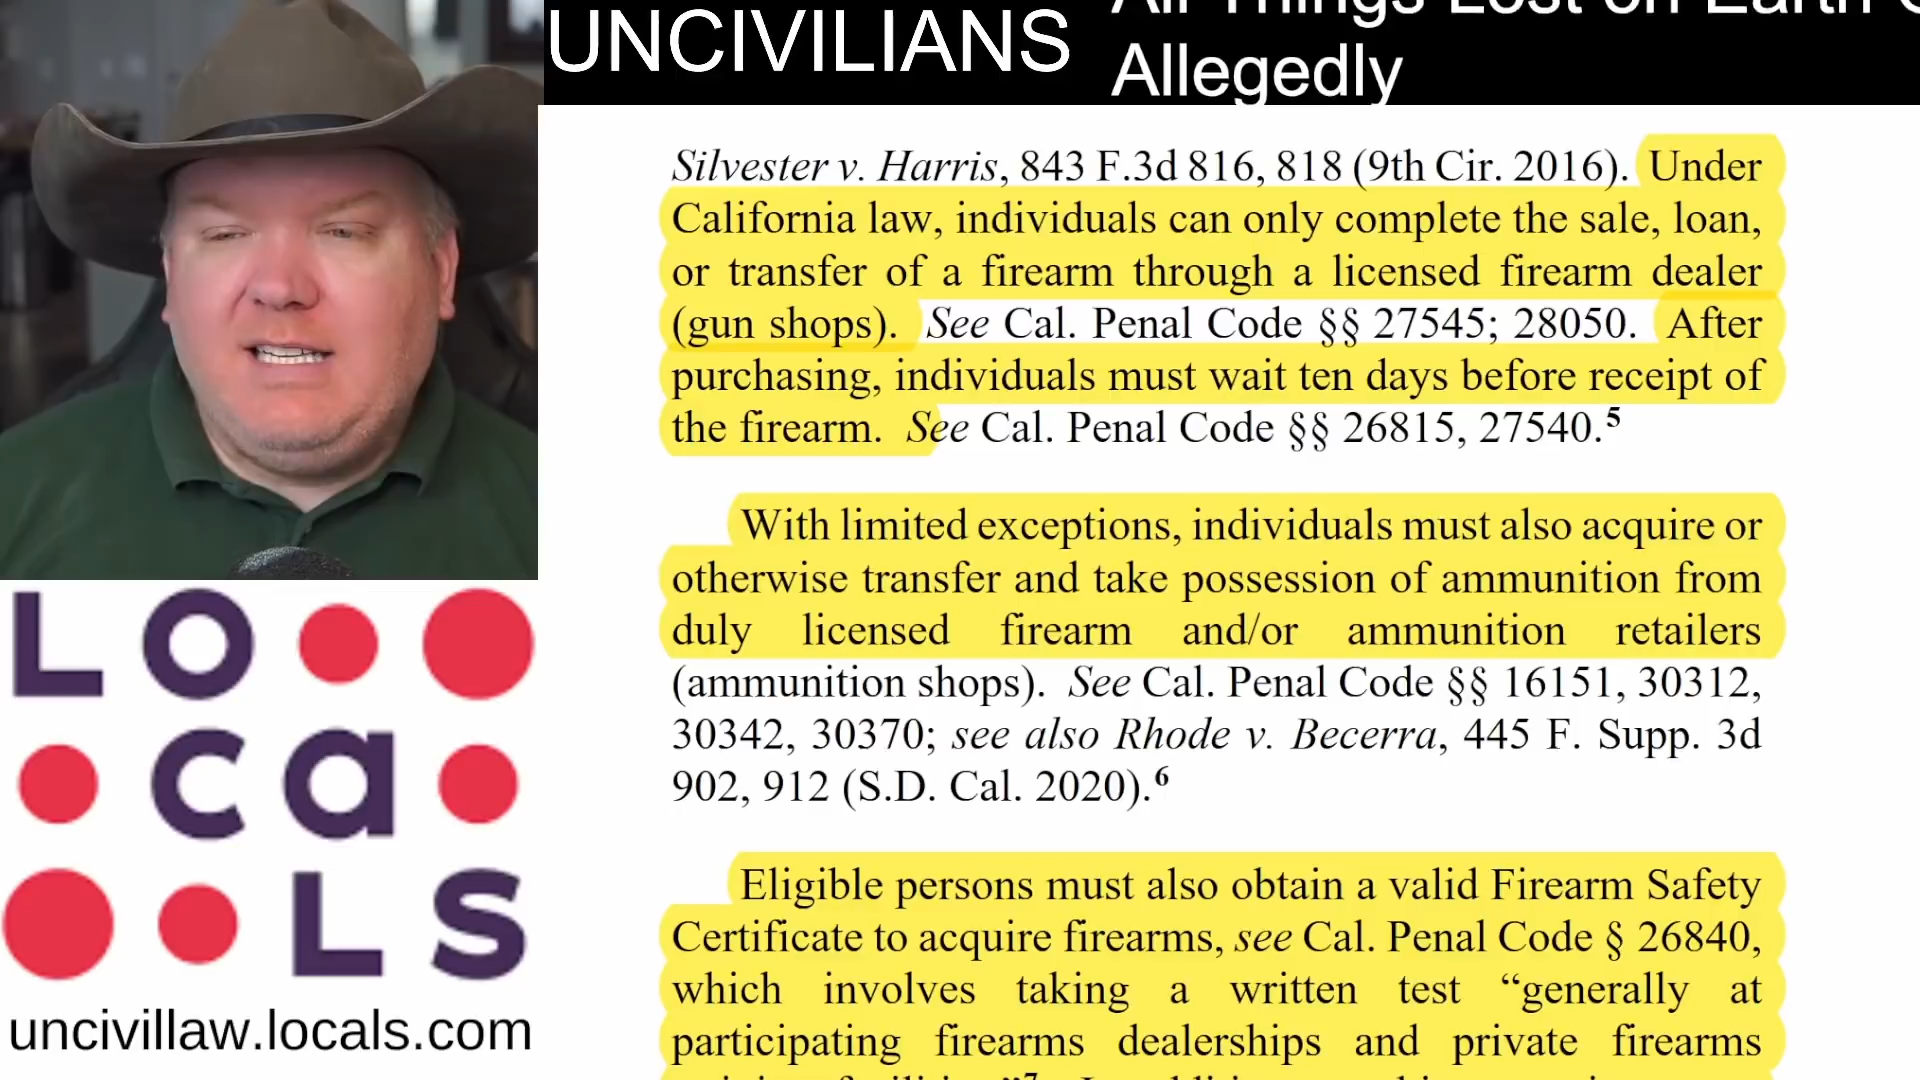 UNCIVILIANS
All Things Lost on Earth
Allegedly
Silvester v. Harris, 843 F.3d 816, 818 (9th Cir. 2016). Under
California law, individuals can only complete the sale, loan,
or transfer of a firearm through a licensed firearm dealer
(gun shops). See Cal. Penal Code §§ 27545; 28050. After
purchasing, individuals must wait ten days before receipt of
the firearm. See Cal. Penal Code §§ 26815, 27540.5
With limited exceptions, individuals must also acquire or
otherwise transfer and take possession of ammunition from
duly licensed firearm and/or ammunition retailers
(ammunition shops). See Cal. Penal Code §§ 16151, 30312,
30342, 30370; see also Rhode v. Becerra, 445 F. Supp. 3d
902, 912 (S.D. Cal. 2020).6
Eligible persons must also obtain a valid Firearm Safety
Certificate to acquire firearms, see Cal. Penal Code § 26840,
which involves taking a written test “generally at
participating firearms dealerships and private firearms
LOcaLS
uncivillaw.locals.com